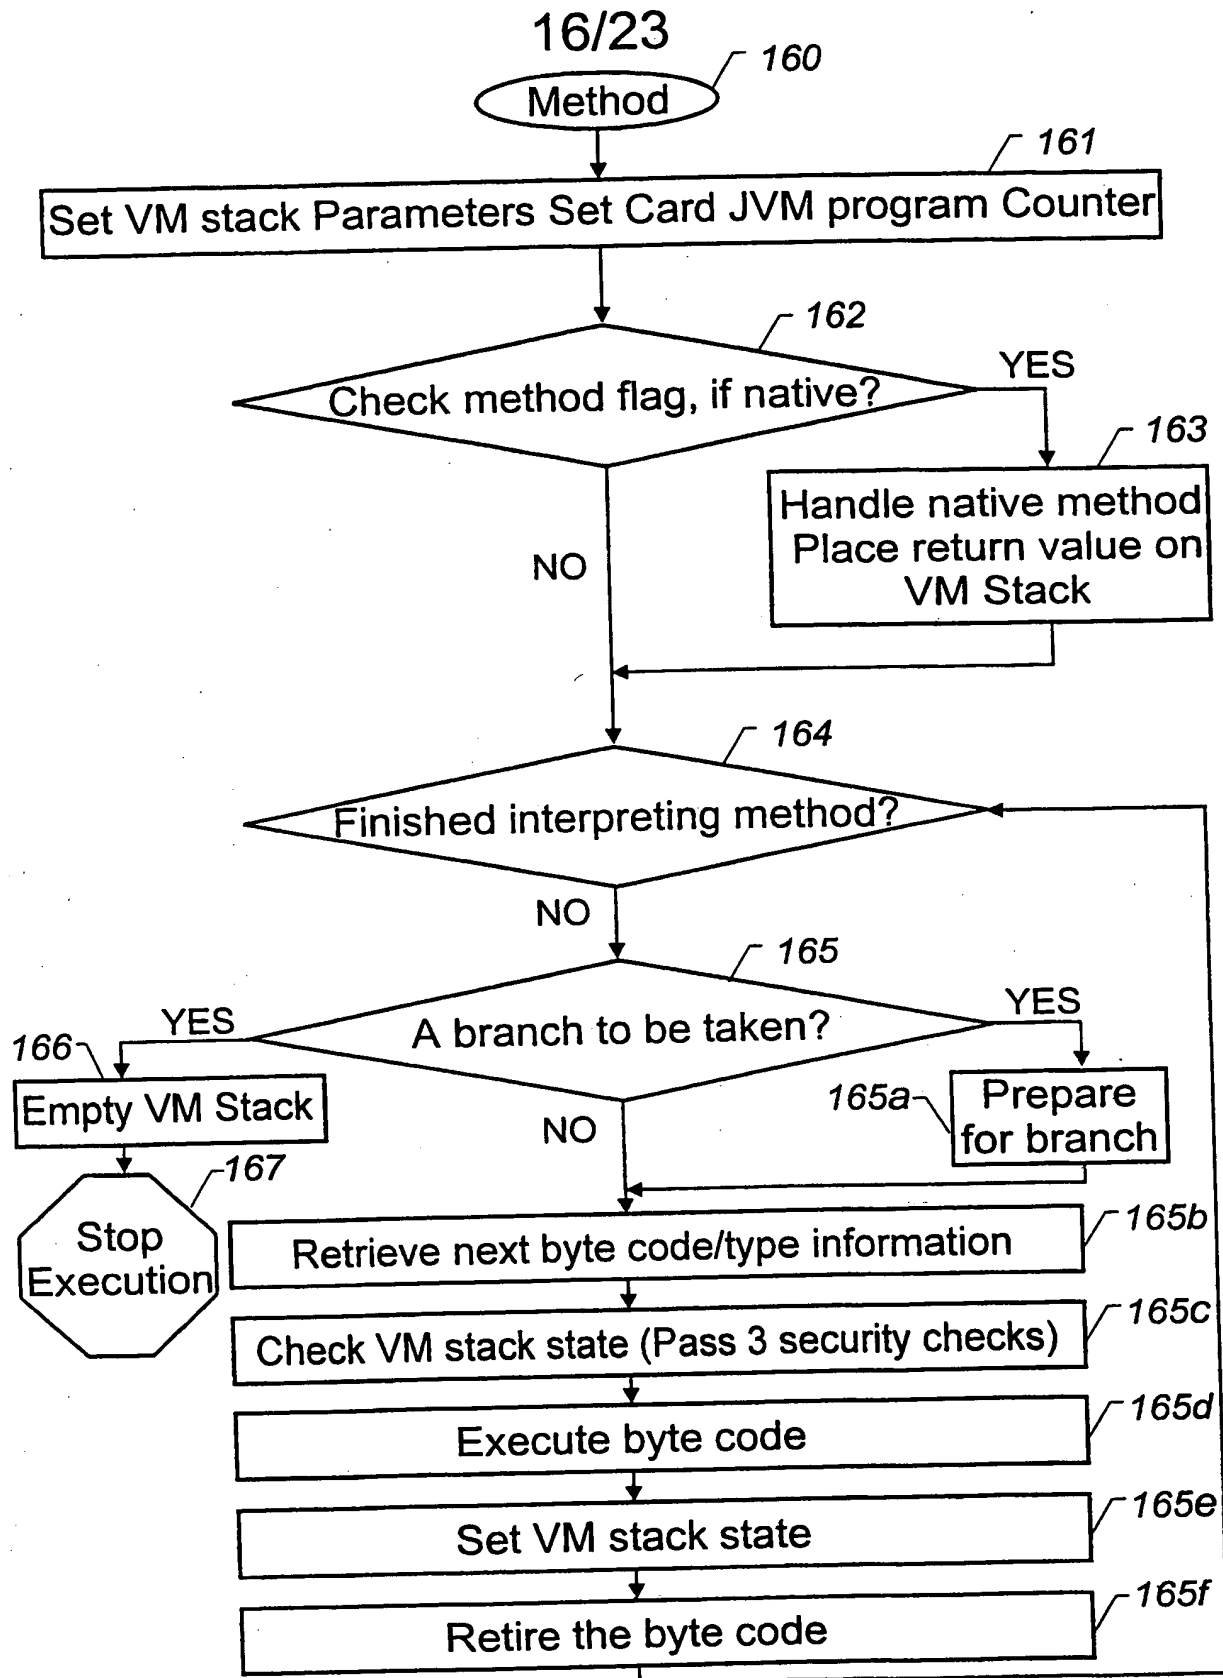 16/23
160
Method
161
Set VM stack Parameters Set Card JVM program Counter
162
Check method flag, if native?
YES
163
Handle native method
Place return value on
VM Stack
NO
164
Finished interpreting method?
NO
165
A branch to be taken?
YES
YES
166
Empty VM Stack
165a
Prepare
for branch
NO
167
Stop
Execution
165b
Retrieve next byte code/type information
165c
Check VM stack state (Pass 3 security checks)
165d
Execute byte code
165e
Set VM stack state
165f
Retire the byte code